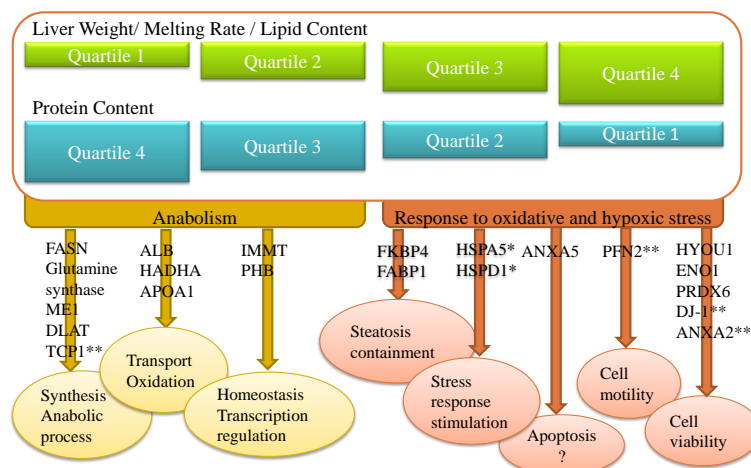 Liver Weight/ Melting Rate / Lipid Content
Quartile 1
Quartile 2
Quartile 3
Quartile 4
Protein Content
Quartile 4
Quartile 3
Quartile 2
Quartile 1
Anabolism
Response to oxidative and hypoxic stress
FASN
Glutamine
synthase
ME1
DLAT
TCP1**
ALB
HADHA
APOA1
IMMT
PHB
FKBP4
FABP1
HSPA5*
HSPD1*
ANXA5
PFN2**
HYOU1
ENO1
PRDX6
DJ-1**
ANXA2**
Synthesis
Anabolic
process
Transport
Oxidation
Homeostasis
Transcription
regulation
Steatosis
containment
Stress
response
stimulation
Apoptosis
?
Cell
motility
Cell
viability